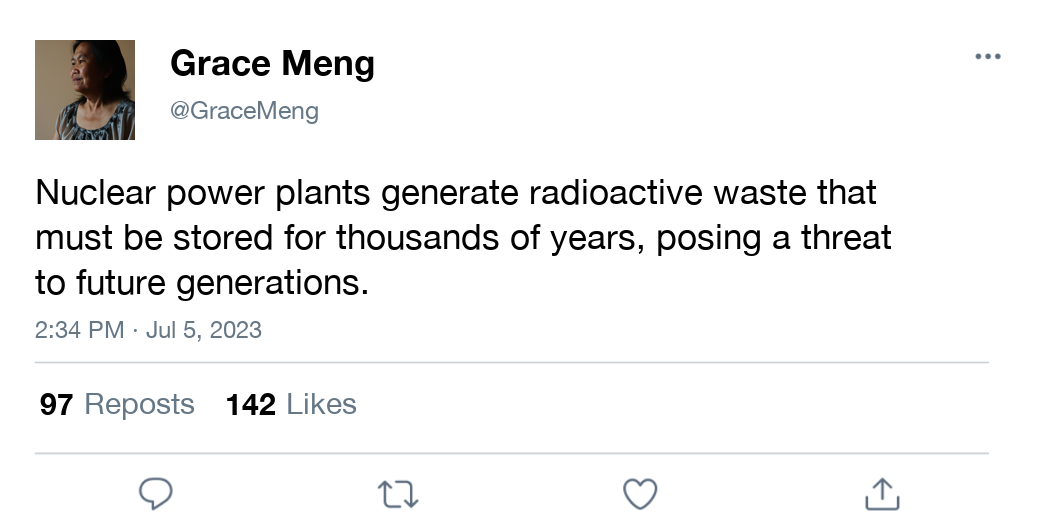 Grace Meng
@GraceMeng
Nuclear power plants generate radioactive waste that
must be stored for thousands of years, posing a threat
to future generations.
2:34 PM · Jul 5, 2023
97 Reposts 142 Likes